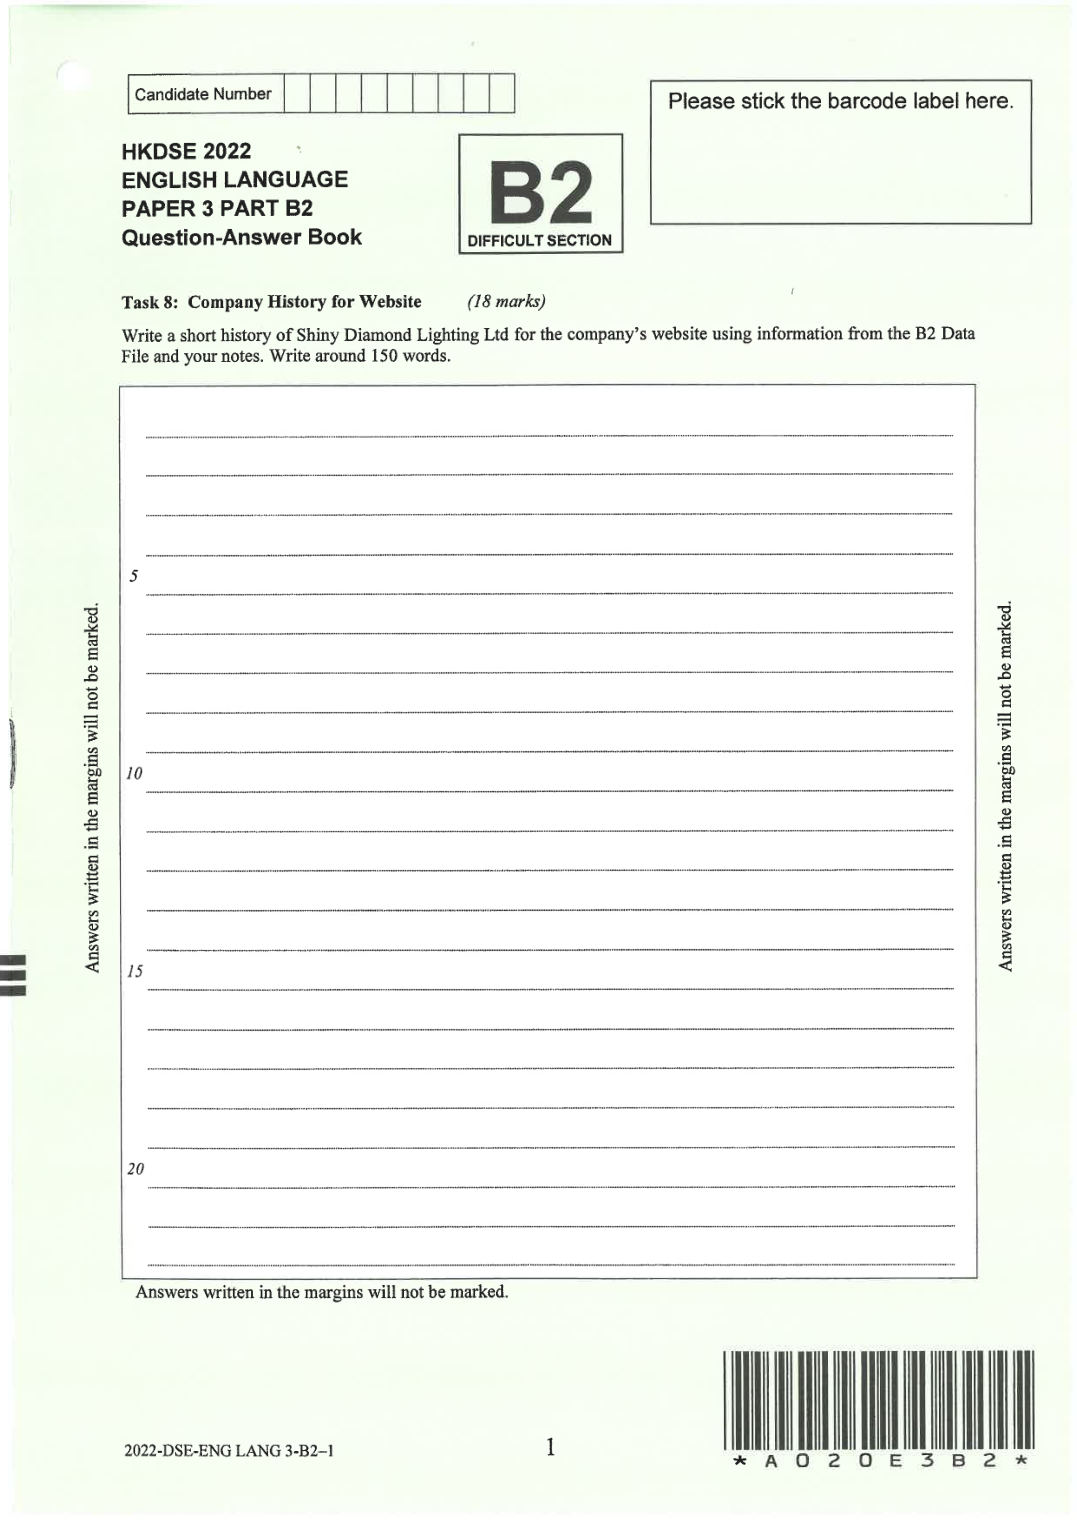 Candidate Number
Please stick the barcode label here.
HKDSE 2022
ENGLISH LANGUAGE
PAPER 3 PART B2
Question-Answer Book
B2
DIFFICULT SECTION
Task 8: Company History for Website (18 marks)
Write a short history of Shiny Diamond Lighting Ltd for the company's website using information from the B2 Data
File and your notes. Write around 150 words.
5
10
15
20
Answers written in the margins will not be marked.
Answers written in the margins will not be marked.
Answers written in the margins will not be marked.
2022-DSE-ENG LANG 3-B2–1
1
* A 0 2 0 E 3 B 2 *